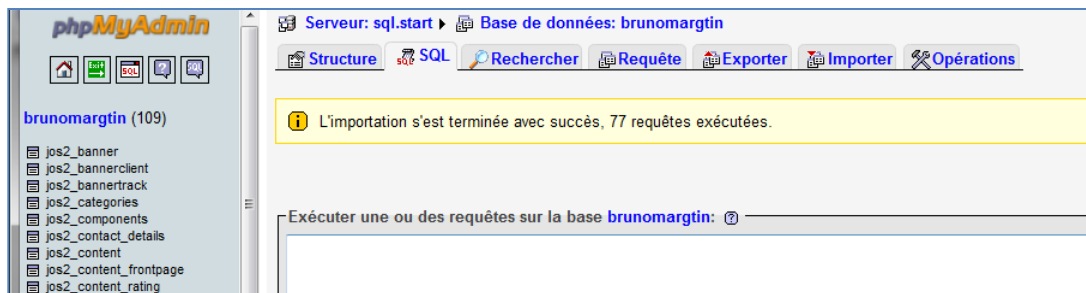 phpMyAdmin
brunomargtin (109)
jos2_banner
jos2_bannerclient
jos2_bannertrack
jos2_categories
jos2_components
jos2_contact_details
jos2_content
jos2_content_frontpage
jos2_content_rating
Serveur: sql.start ▸ Base de données: brunomargtin
Structure SQL Rechercher Requête Exporter Importer Opérations
L'importation s'est terminée avec succès, 77 requêtes exécutées.
Exécuter une ou des requêtes sur la base brunomargtin: